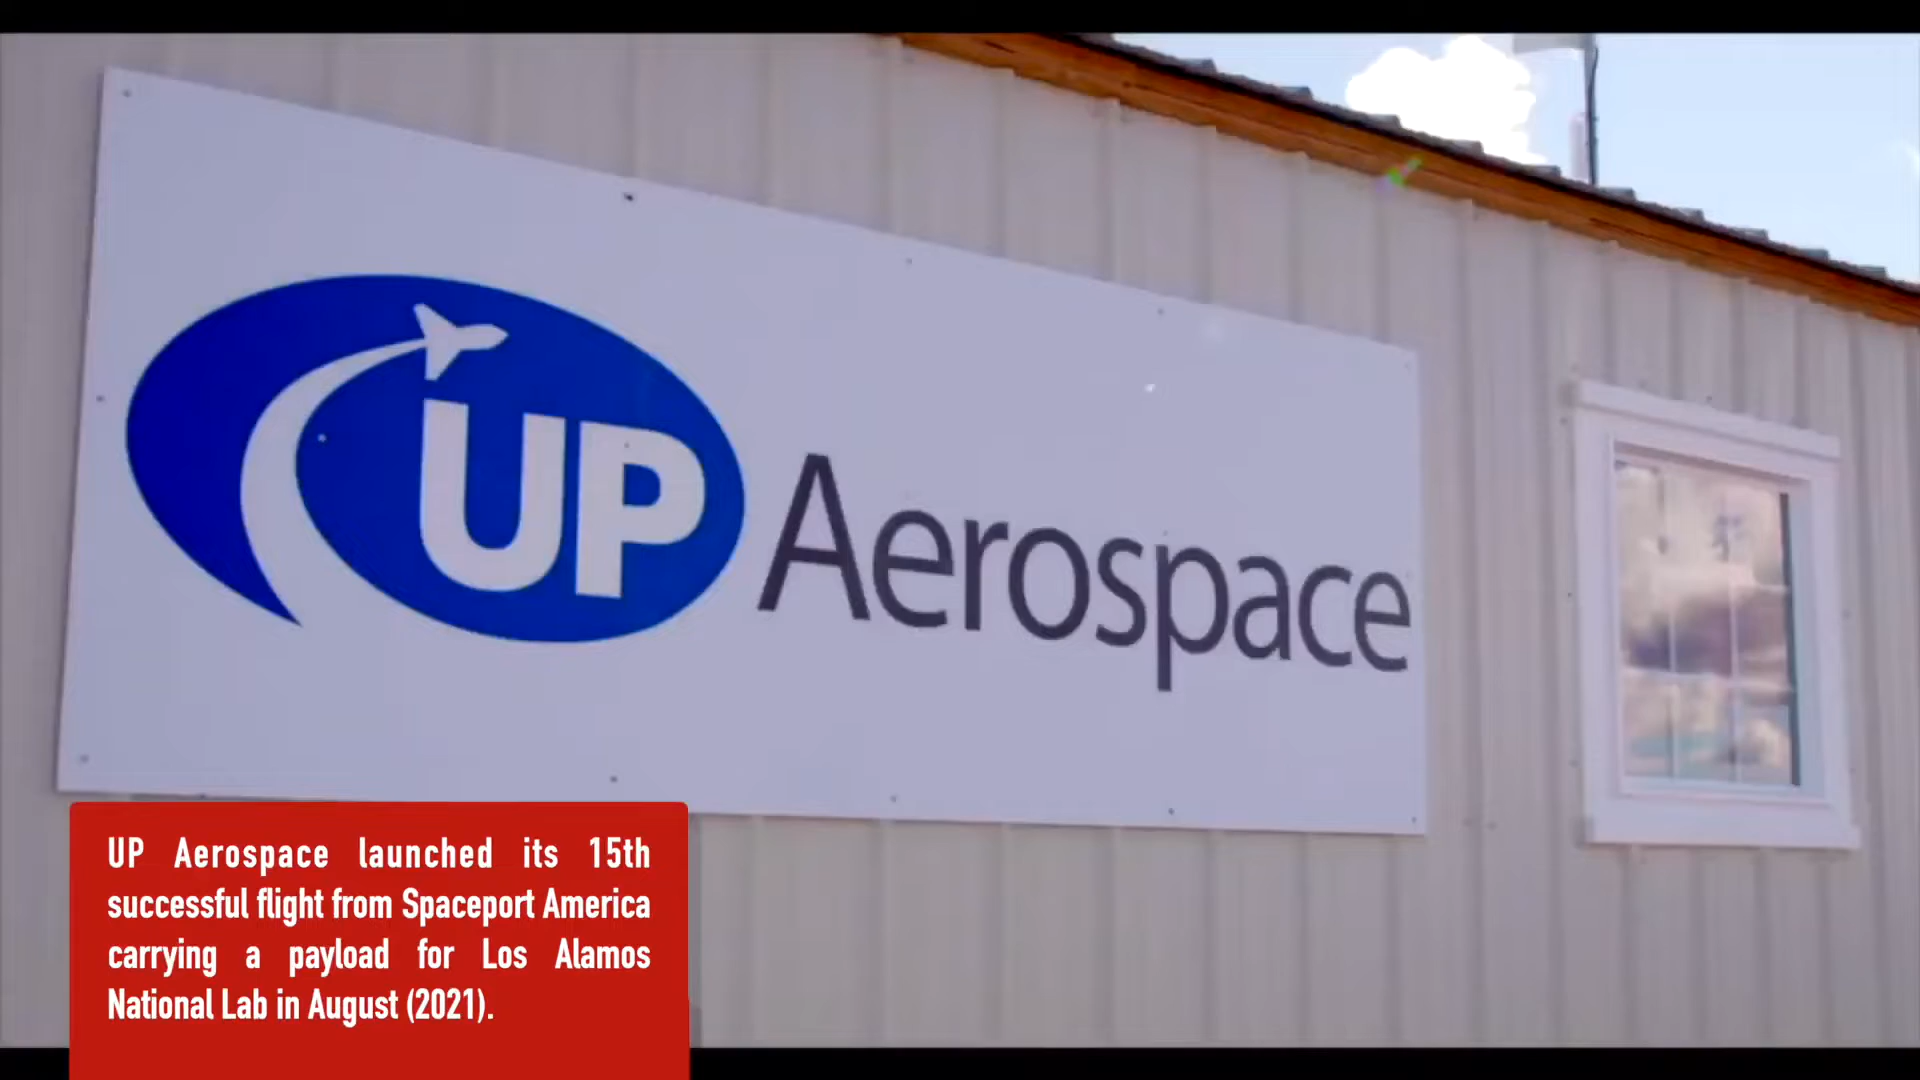 UP Aerospace
UP Aerospace launched its 15th
successful flight from Spaceport America
carrying a payload for Los Alamos
National Lab in August (2021).